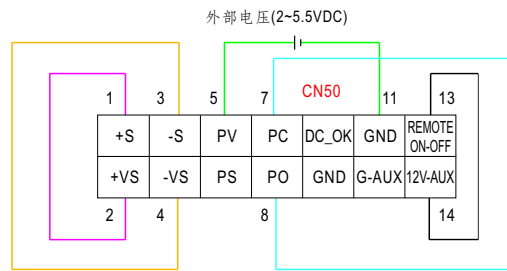 外部电压(2~5.5VDC)
CN50
1 3 5 7 11 13
+S -S PV PC DC_OK GND REMOTE ON-OFF
+VS -VS PS PO GND G-AUX 12V-AUX
2 4 8 14